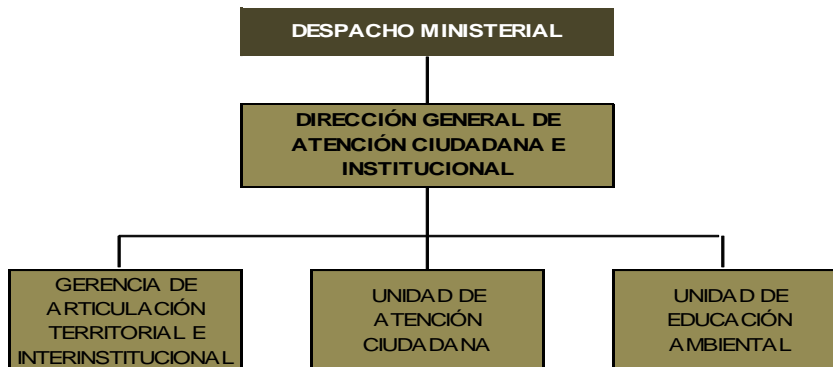 DESPACHO MINISTERIAL
DIRECCIÓN GENERAL DE
ATENCIÓN CIUDADANA E
INSTITUCIONAL
GERENCIA DE
ARTICULACIÓN
TERRITORIAL E
INTERINSTITUCIONAL
UNIDAD DE
ATENCIÓN
CIUDADANA
UNIDAD DE
EDUCACIÓN
AMBIENTAL